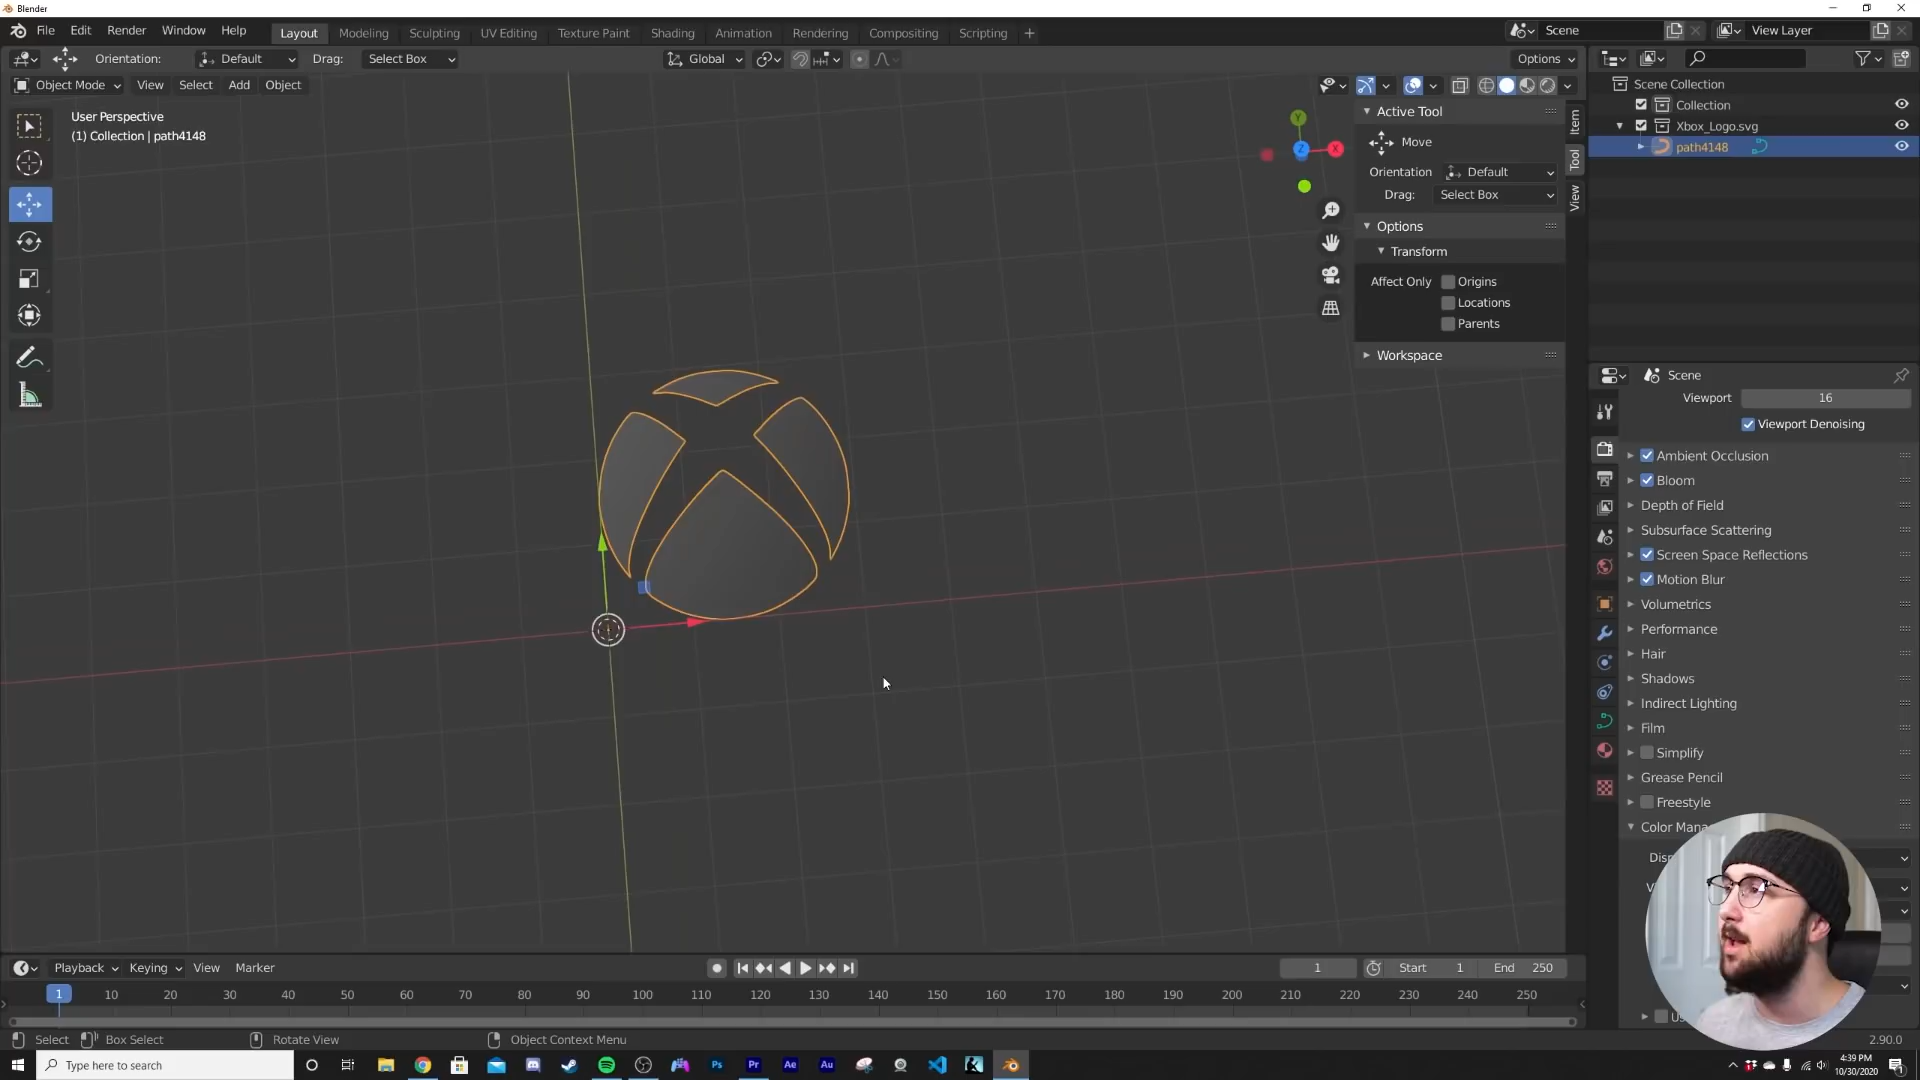 Blender
File Edit Render Window Help Layout Modeling Sculpting UV Editing Texture Paint Shading Animation Rendering Compositing Scripting + Scene View Layer
Orientation: Default Drag: Select Box Global Options
Object Mode View Select Add Object
User Perspective
(1) Collection | path4148
Y
Z
X
Active Tool
Move
Orientation Default
Drag: Select Box
Options
Transform
Affect Only Origins
Locations
Parents
Workspace
Item
Tool
View
Scene Collection
Collection
Xbox_Logo.svg
path4148
Scene
Viewport 16
Viewport Denoising
Ambient Occlusion
Bloom
Depth of Field
Subsurface Scattering
Screen Space Reflections
Motion Blur
Volumetrics
Performance
Hair
Shadows
Indirect Lighting
Film
Simplify
Grease Pencil
Freestyle
Color Mana
Disp
Playback Keying View Marker 1 Start 1 End 250
1 10 20 30 40 50 60 70 80 90 100 110 120 130 140 150 160 170 180 190 200 210 220 230 240 250
Select Box Select Rotate View Object Context Menu 2.90.0
Type here to search
Ps Pr Ae Au
4:39 PM
10/30/2020